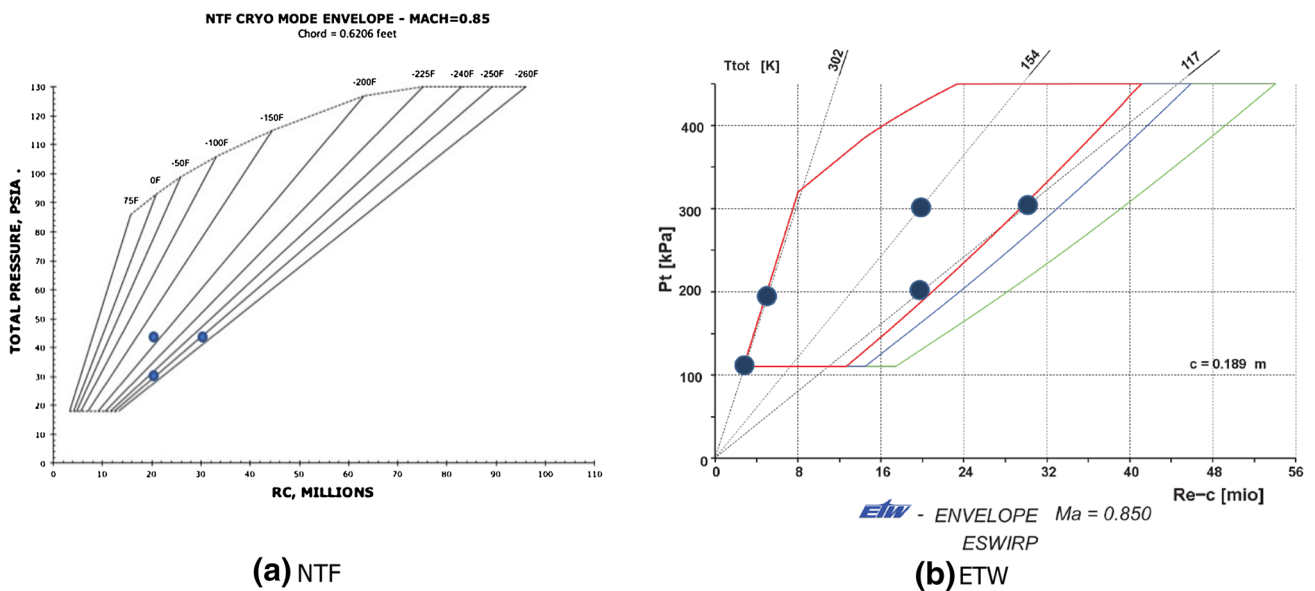 NTF CRYO MODE ENVELOPE - MACH=0.85
Chord = 0.6206 feet
TOTAL PRESSURE, PSIA .
130
120
110
100
90
80
70
60
50
40
30
20
10
0
75F
0F
-50F
-100F
-150F
-200F
-225F
-240F
-250F
-260F
0 10 20 30 40 50 60 70 80 90 100 110
RC, MILLIONS
(a) NTF
Ttot [K]
302
154
117
Pt [kPa]
400
300
200
100
0
c = 0.189 m
0 8 16 24 32 40 48 56
Re-c [mio]
ETW - ENVELOPE Ma = 0.850
ESWIRP
(b) ETW